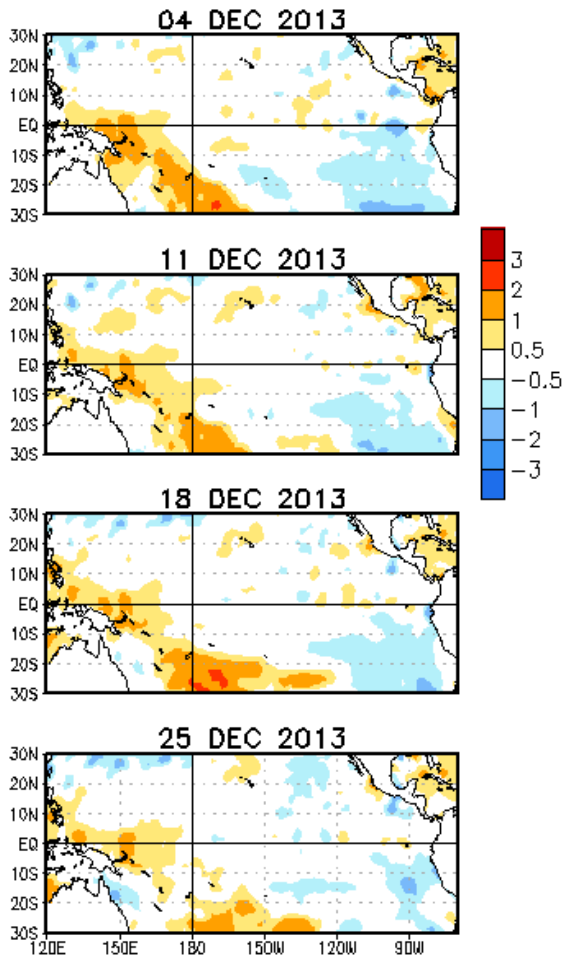 04 DEC 2013
30N
20N
10N
EQ
10S
20S
30S
11 DEC 2013
30N
20N
10N
EQ
10S
20S
30S
3
2
1
0.5
-0.5
-1
-2
-3
18 DEC 2013
30N
20N
10N
EQ
10S
20S
30S
25 DEC 2013
30N
20N
10N
EQ
10S
20S
30S
120E 150E 180 150W 120W 90W